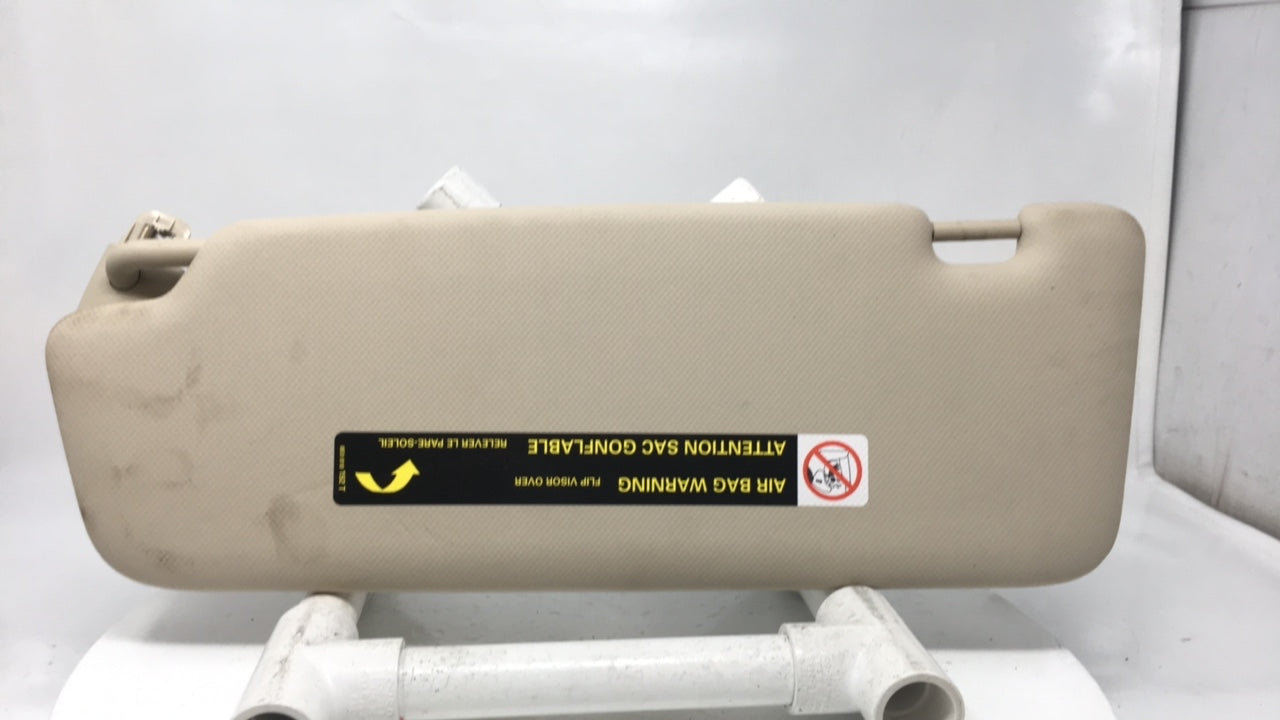 AIR BAG WARNING FLIP VISOR OVER
ATTENTION SAC GONFLABLE RELEVER LE PARE-SOLEIL